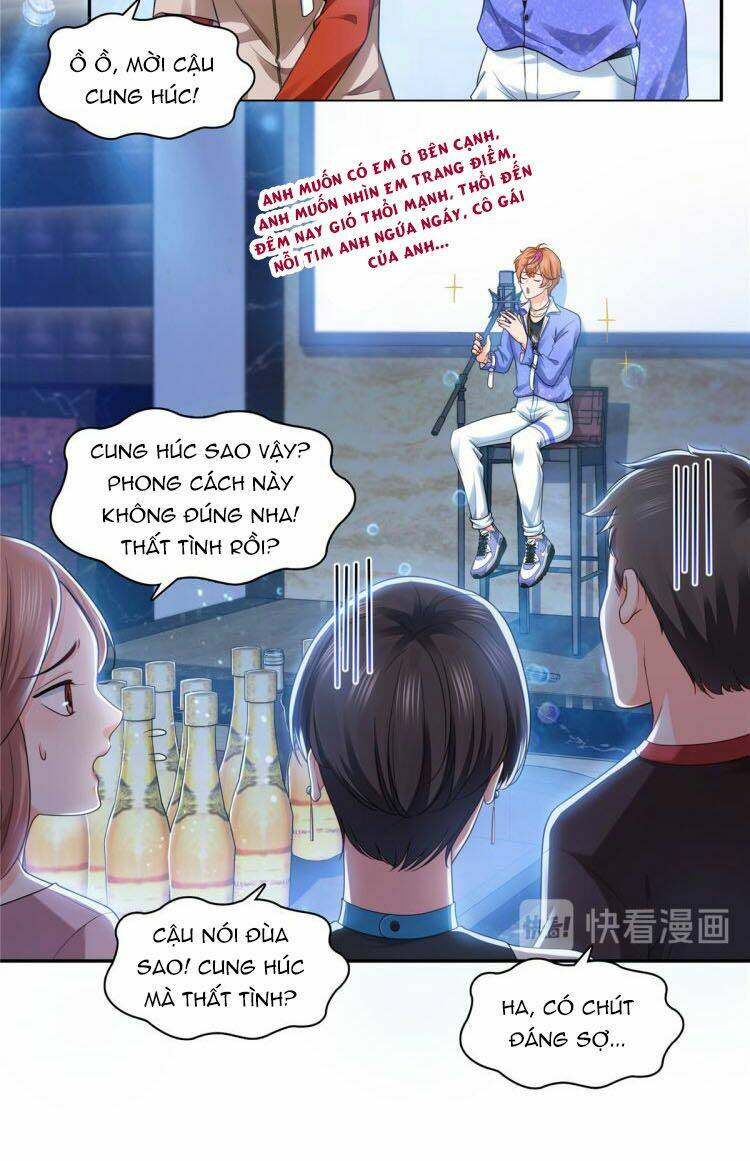 Ồ Ồ, MỜI CẬU
CUNG HÚC!
ANH MUỐN CÓ EM Ở BÊN CẠNH,
ANH MUỐN NHÌN EM TRANG ĐIỂM,
ĐÊM NAY GIÓ THỔI MẠNH, THỔI ĐẾN
NỖI TIM ANH NGỨA NGÁY, CÔ GÁI
CỦA ANH...
CUNG HÚC SAO VẬY?
PHONG CÁCH NÀY
KHÔNG ĐÚNG NHA!
THẤT TÌNH RỒI?
CẬU NÓI ĐÙA
SAO! CUNG HÚC
MÀ THẤT TÌNH?
快看! 快看漫画
HA, CÓ CHÚT
ĐÁNG SỢ...